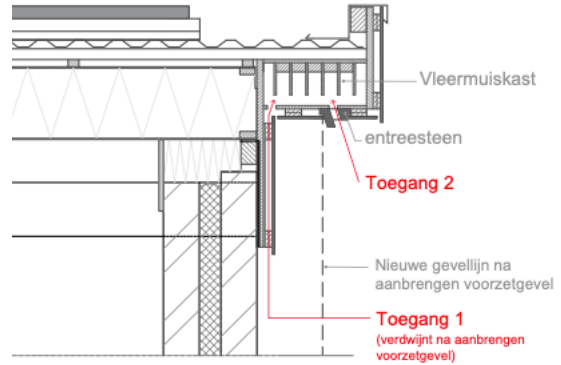 Vleermuiskast
entreesteen
Toegang 2
Nieuwe gevellijn na
aanbrengen voorzetgevel
Toegang 1
(verdwijnt na aanbrengen
voorzetgevel)